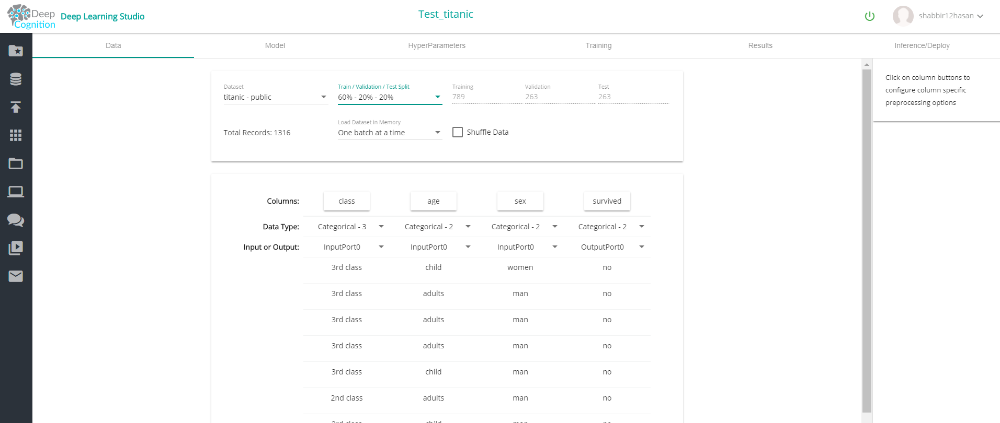 Deep
Cognition
Deep Learning Studio
Test_titanic
shabbir12hasan
Data Model HyperParameters Training Results Inference/Deploy
Dataset Train / Validation / Test Split Training Validation Test
titanic - public 60% - 20% - 20% 789 263 263
Load Dataset in Memory
Total Records: 1316 One batch at a time Shuffle Data
Click on column buttons to
configure column specific
preprocessing options
Columns: class age sex survived
Data Type: Categorical - 3 Categorical - 2 Categorical - 2 Categorical - 2
Input or Output: InputPort0 InputPort0 InputPort0 OutputPort0
3rd class child women no
3rd class adults man no
3rd class adults man no
3rd class adults man no
3rd class child man no
2nd class adults man no